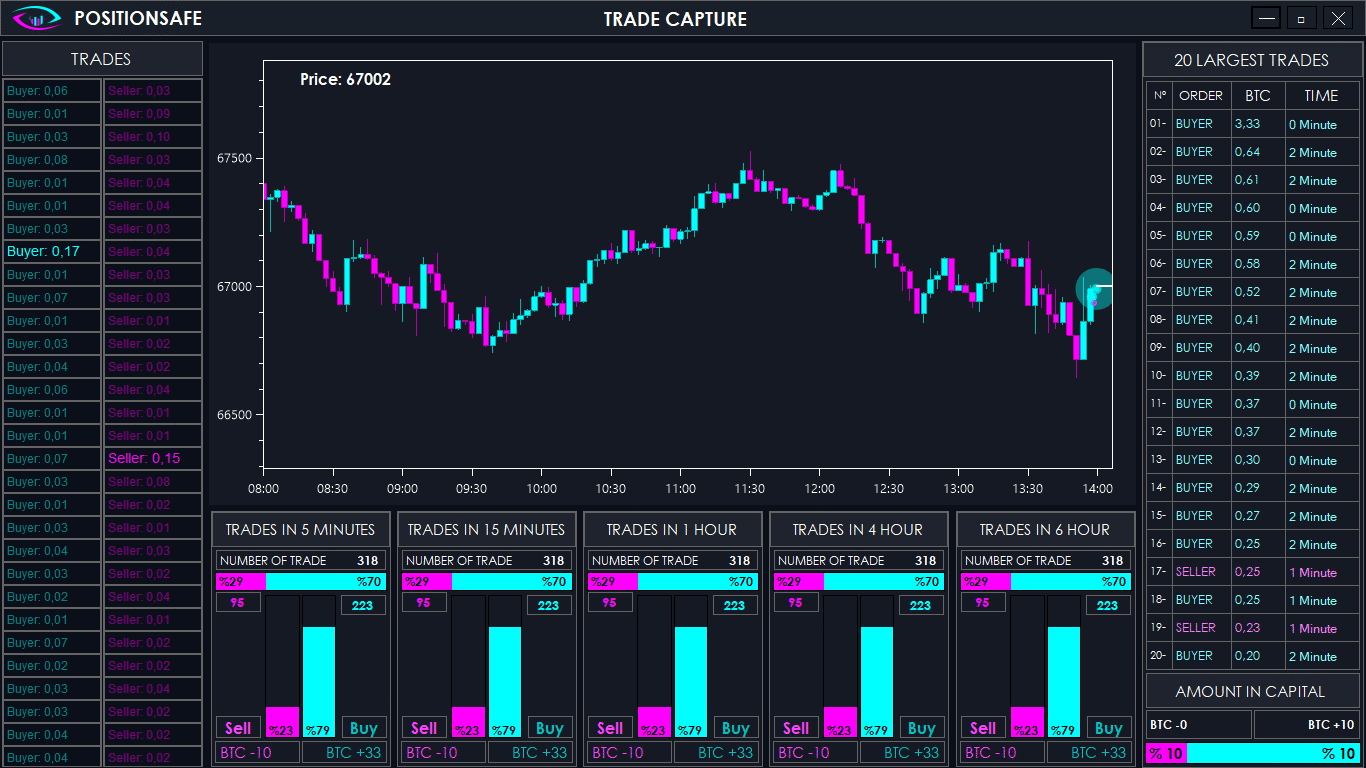 POSITIONSAFE
TRADE CAPTURE
TRADES
Buyer: 0,06 Seller: 0,03
Buyer: 0,01 Seller: 0,09
Buyer: 0,03 Seller: 0,10
Buyer: 0,08 Seller: 0,03
Buyer: 0,01 Seller: 0,04
Buyer: 0,01 Seller: 0,04
Buyer: 0,03 Seller: 0,03
Buyer: 0,17 Seller: 0,04
Buyer: 0,01 Seller: 0,03
Buyer: 0,07 Seller: 0,03
Buyer: 0,01 Seller: 0,01
Buyer: 0,03 Seller: 0,02
Buyer: 0,04 Seller: 0,02
Buyer: 0,06 Seller: 0,04
Buyer: 0,01 Seller: 0,01
Buyer: 0,01 Seller: 0,01
Buyer: 0,07 Seller: 0,15
Buyer: 0,03 Seller: 0,08
Buyer: 0,01 Seller: 0,02
Buyer: 0,03 Seller: 0,01
Buyer: 0,04 Seller: 0,03
Buyer: 0,03 Seller: 0,02
Buyer: 0,02 Seller: 0,04
Buyer: 0,01 Seller: 0,01
Buyer: 0,07 Seller: 0,02
Buyer: 0,02 Seller: 0,02
Buyer: 0,03 Seller: 0,04
Buyer: 0,03 Seller: 0,02
Buyer: 0,04 Seller: 0,02
Buyer: 0,04 Seller: 0,02
Price: 67002
67500
67000
66500
08:00 08:30 09:00 09:30 10:00 10:30 11:00 11:30 12:00 12:30 13:00 13:30 14:00
TRADES IN 5 MINUTES
NUMBER OF TRADE 318
%29 %70
95 223
Sell %23 %79 Buy
BTC -10 BTC +33
TRADES IN 15 MINUTES
NUMBER OF TRADE 318
%29 %70
95 223
Sell %23 %79 Buy
BTC -10 BTC +33
TRADES IN 1 HOUR
NUMBER OF TRADE 318
%29 %70
95 223
Sell %23 %79 Buy
BTC -10 BTC +33
TRADES IN 4 HOUR
NUMBER OF TRADE 318
%29 %70
95 223
Sell %23 %79 Buy
BTC -10 BTC +33
TRADES IN 6 HOUR
NUMBER OF TRADE 318
%29 %70
95 223
Sell %23 %79 Buy
BTC -10 BTC +33
20 LARGEST TRADES
Nº ORDER BTC TIME
01- BUYER 3,33 0 Minute
02- BUYER 0,64 2 Minute
03- BUYER 0,61 2 Minute
04- BUYER 0,60 0 Minute
05- BUYER 0,59 0 Minute
06- BUYER 0,58 2 Minute
07- BUYER 0,52 2 Minute
08- BUYER 0,41 2 Minute
09- BUYER 0,40 2 Minute
10- BUYER 0,39 2 Minute
11- BUYER 0,37 0 Minute
12- BUYER 0,37 2 Minute
13- BUYER 0,30 0 Minute
14- BUYER 0,29 2 Minute
15- BUYER 0,27 2 Minute
16- BUYER 0,25 2 Minute
17- SELLER 0,25 1 Minute
18- BUYER 0,25 1 Minute
19- SELLER 0,23 1 Minute
20- BUYER 0,20 2 Minute
AMOUNT IN CAPITAL
BTC -0 BTC +10
% 10 % 10